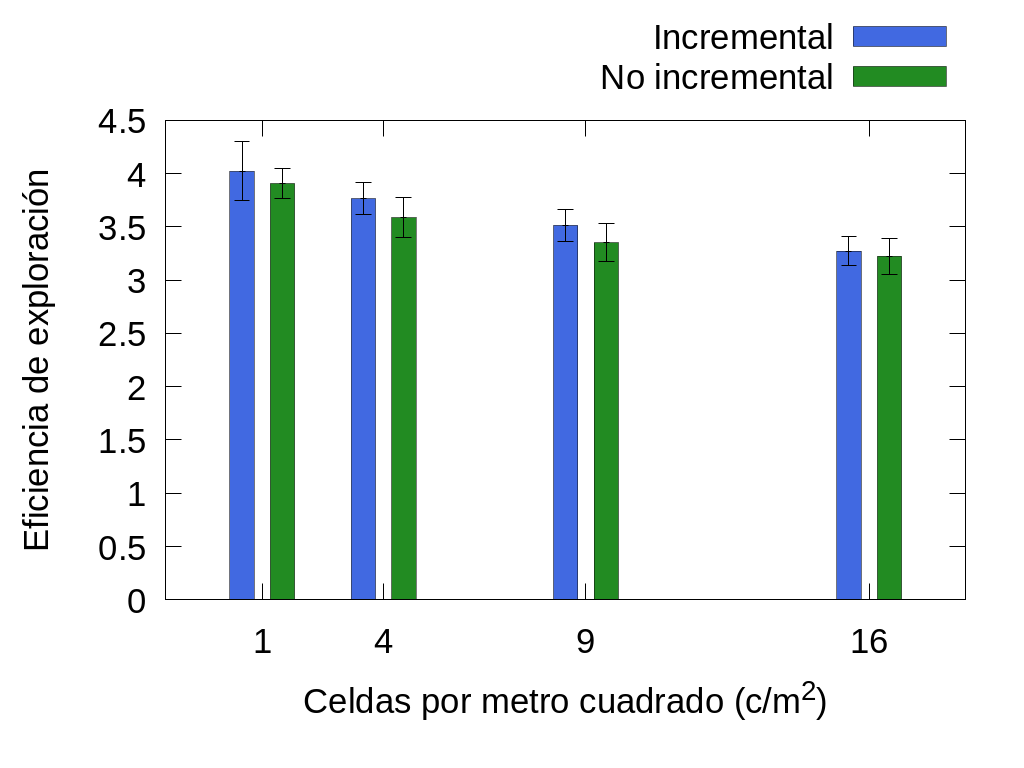 Incremental
No incremental
4.5
4
3.5
3
2.5
2
1.5
1
0.5
0
Eficiencia de exploración
1 4 9 16
Celdas por metro cuadrado (c/m²)